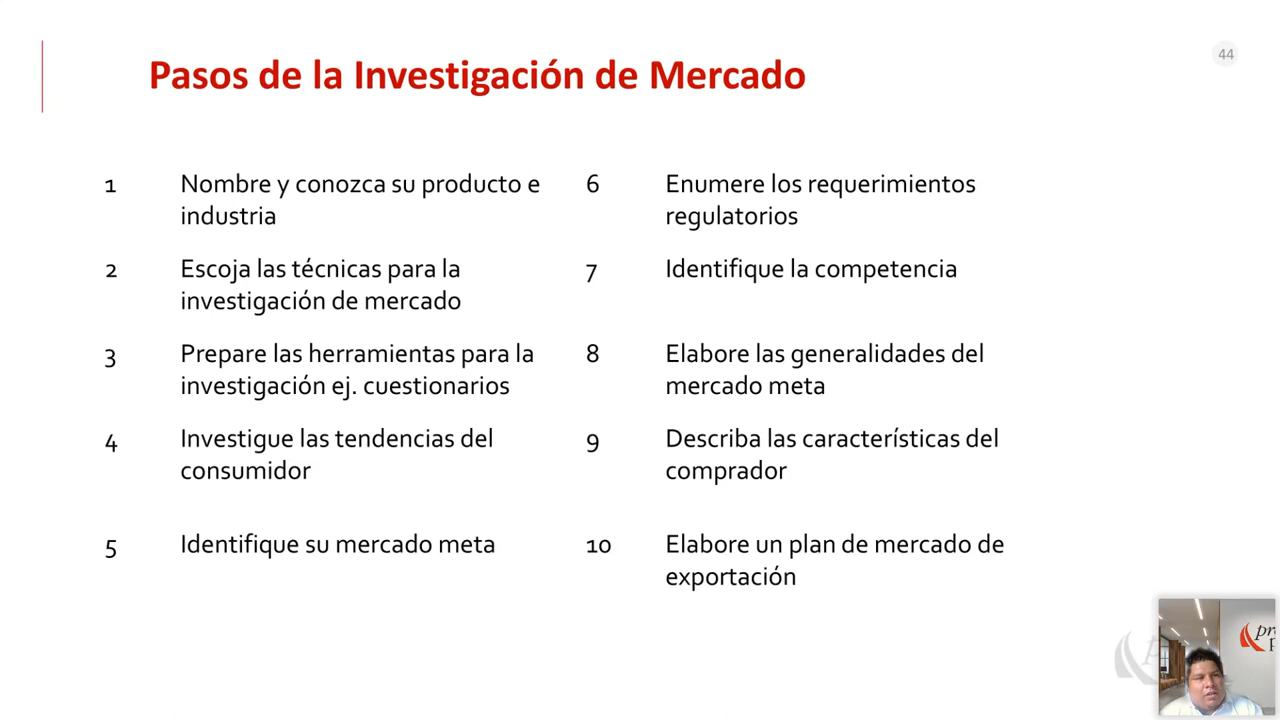 Pasos de la Investigación de Mercado
44
1 Nombre y conozca su producto e
industria
2 Escoja las técnicas para la
investigación de mercado
3 Prepare las herramientas para la
investigación ej. cuestionarios
4 Investigue las tendencias del
consumidor
5 Identifique su mercado meta
6 Enumere los requerimientos
regulatorios
7 Identifique la competencia
8 Elabore las generalidades del
mercado meta
9 Describa las características del
comprador
10 Elabore un plan de mercado de
exportación